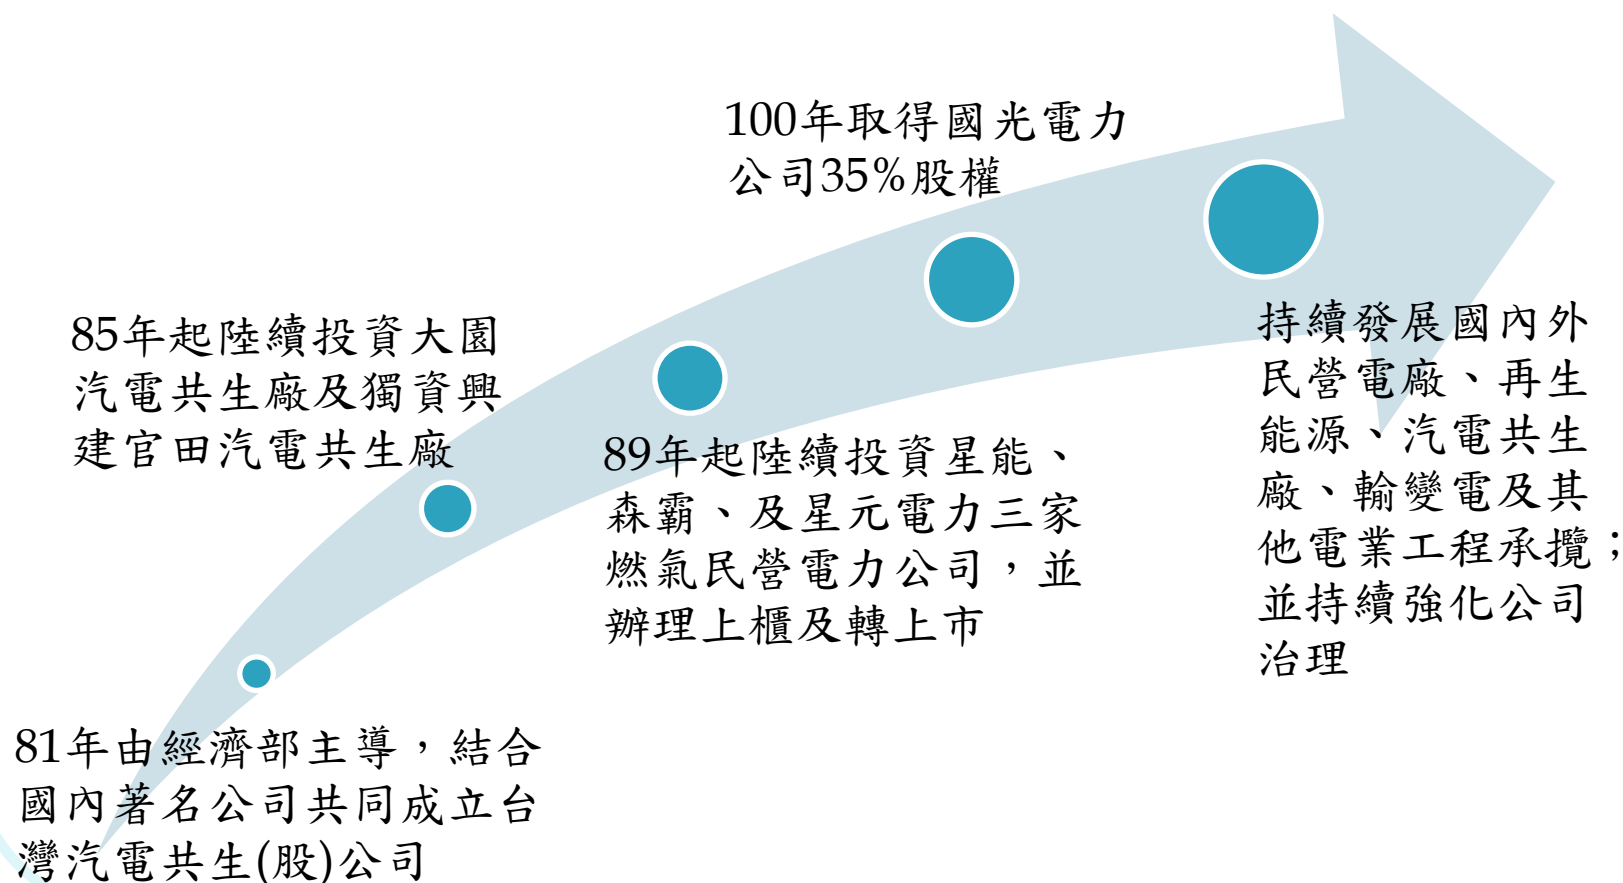 81年由經濟部主導，結合
國內著名公司共同成立台
灣汽電共生(股)公司
85年起陸續投資大園
汽電共生廠及獨資興
建官田汽電共生廠
89年起陸續投資星能、
森霸、及星元電力三家
燃氣民營電力公司，並
辦理上櫃及轉上市
100年取得國光電力
公司35%股權
持續發展國內外
民營電廠、再生
能源、汽電共生
廠、輸變電及其
他電業工程承攬；
並持續強化公司
治理